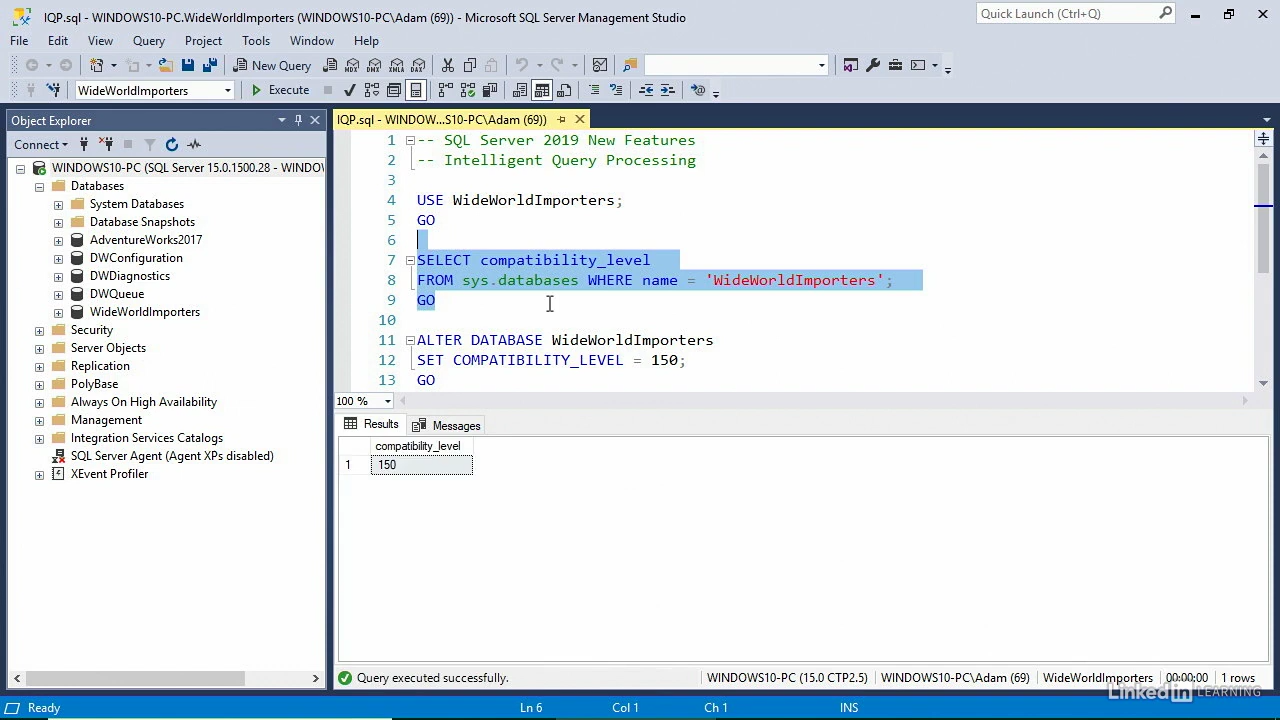 IQP.sql - WINDOWS10-PC.WideWorldImporters (WINDOWS10-PC\Adam (69)) - Microsoft SQL Server Management Studio
Quick Launch (Ctrl+Q)
File Edit View Query Project Tools Window Help
New Query
MDX DMX XMLA DAX
WideWorldImporters
Execute
Object Explorer
IQP.sql - WINDOW...S10-PC\Adam (69))
Connect
WINDOWS10-PC (SQL Server 15.0.1500.28 - WINDOW
Databases
System Databases
Database Snapshots
AdventureWorks2017
DWConfiguration
DWDiagnostics
DWQueue
WideWorldImporters
Security
Server Objects
Replication
PolyBase
Always On High Availability
Management
Integration Services Catalogs
SQL Server Agent (Agent XPs disabled)
XEvent Profiler
1 -- SQL Server 2019 New Features
2 -- Intelligent Query Processing
3
4 USE WideWorldImporters;
5 GO
6
7 SELECT compatibility_level
8 FROM sys.databases WHERE name = 'WideWorldImporters';
9 GO
10
11 ALTER DATABASE WideWorldImporters
12 SET COMPATIBILITY_LEVEL = 150;
13 GO
100 %
Results Messages
compatibility_level
1 150
Query executed successfully.
WINDOWS10-PC (15.0 CTP2.5) WINDOWS10-PC\Adam (69) WideWorldImporters 00:00:00 1 rows
Linked in LEARNING
Ready Ln 6 Col 1 Ch 1 INS